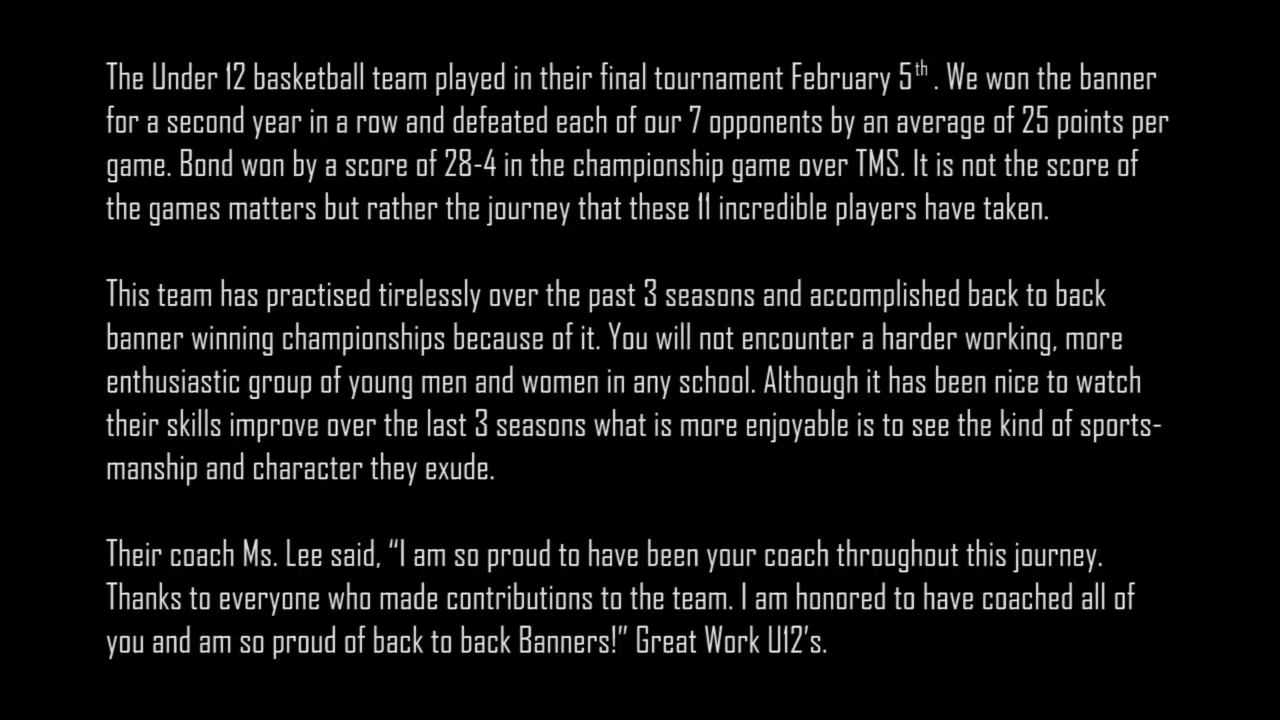 The Under 12 basketball team played in their final tournament February 5th . We won the banner
for a second year in a row and defeated each of our 7 opponents by an average of 25 points per
game. Bond won by a score of 28-4 in the championship game over TMS. It is not the score of
the games matters but rather the journey that these 11 incredible players have taken.
This team has practised tirelessly over the past 3 seasons and accomplished back to back
banner winning championships because of it. You will not encounter a harder working, more
enthusiastic group of young men and women in any school. Although it has been nice to watch
their skills improve over the last 3 seasons what is more enjoyable is to see the kind of sports-
manship and character they exude.
Their coach Ms. Lee said, “I am so proud to have been your coach throughout this journey.
Thanks to everyone who made contributions to the team. I am honored to have coached all of
you and am so proud of back to back Banners!” Great Work U12’s.